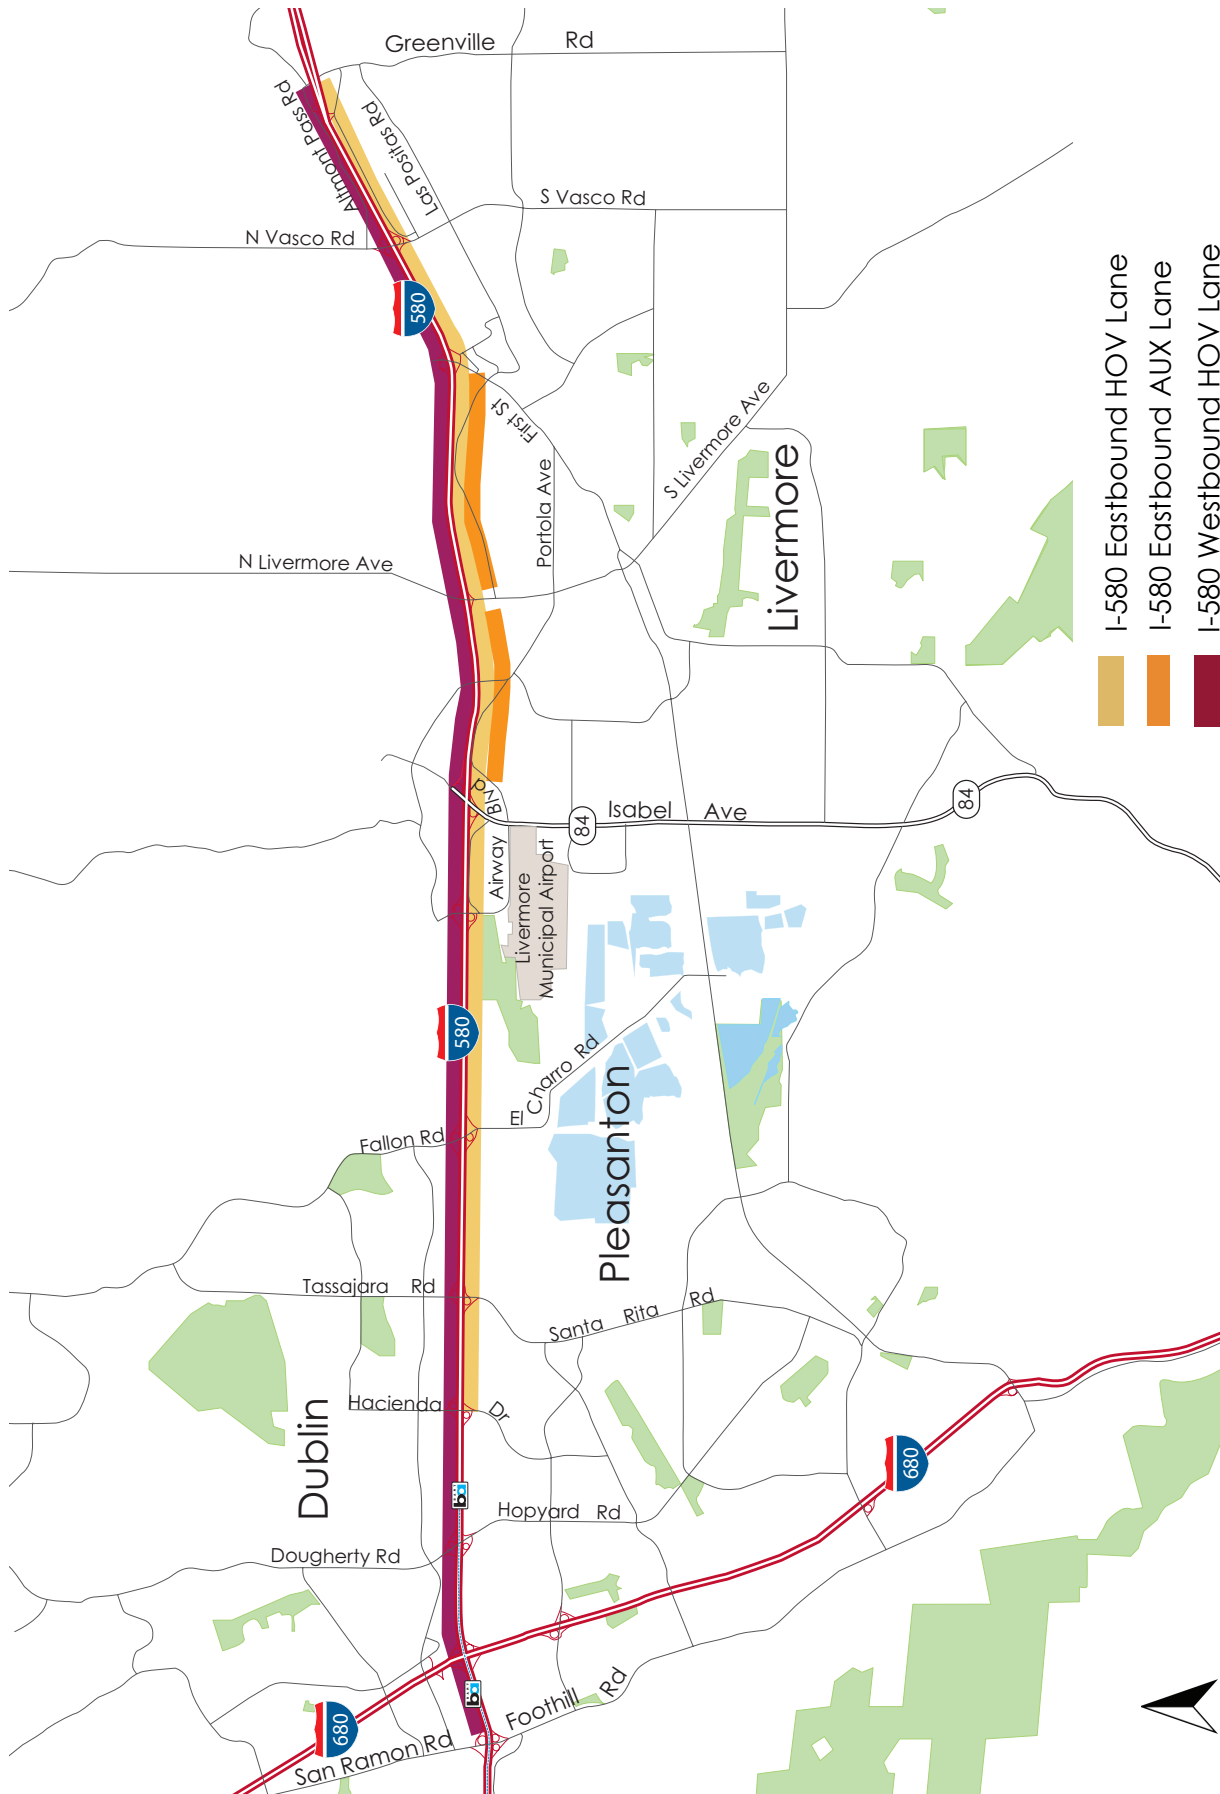 Greenville Rd
Altmont Pass Rd
Las Positas Rd
S Vasco Rd
N Vasco Rd
580
First St
Portola Ave
S Livermore Ave
Livermore
N Livermore Ave
Airway Blvd
84
Isabel Ave
84
Livermore
Municipal Airport
580
El Charro Rd
Fallon Rd
Pleasanton
Tassajara Rd
Santa Rita Rd
Hacienda Dr
Dublin
Hopyard Rd
Dougherty Rd
680
680
Foothill Rd
San Ramon Rd
ba
ba
I-580 Eastbound HOV Lane
I-580 Eastbound AUX Lane
I-580 Westbound HOV Lane